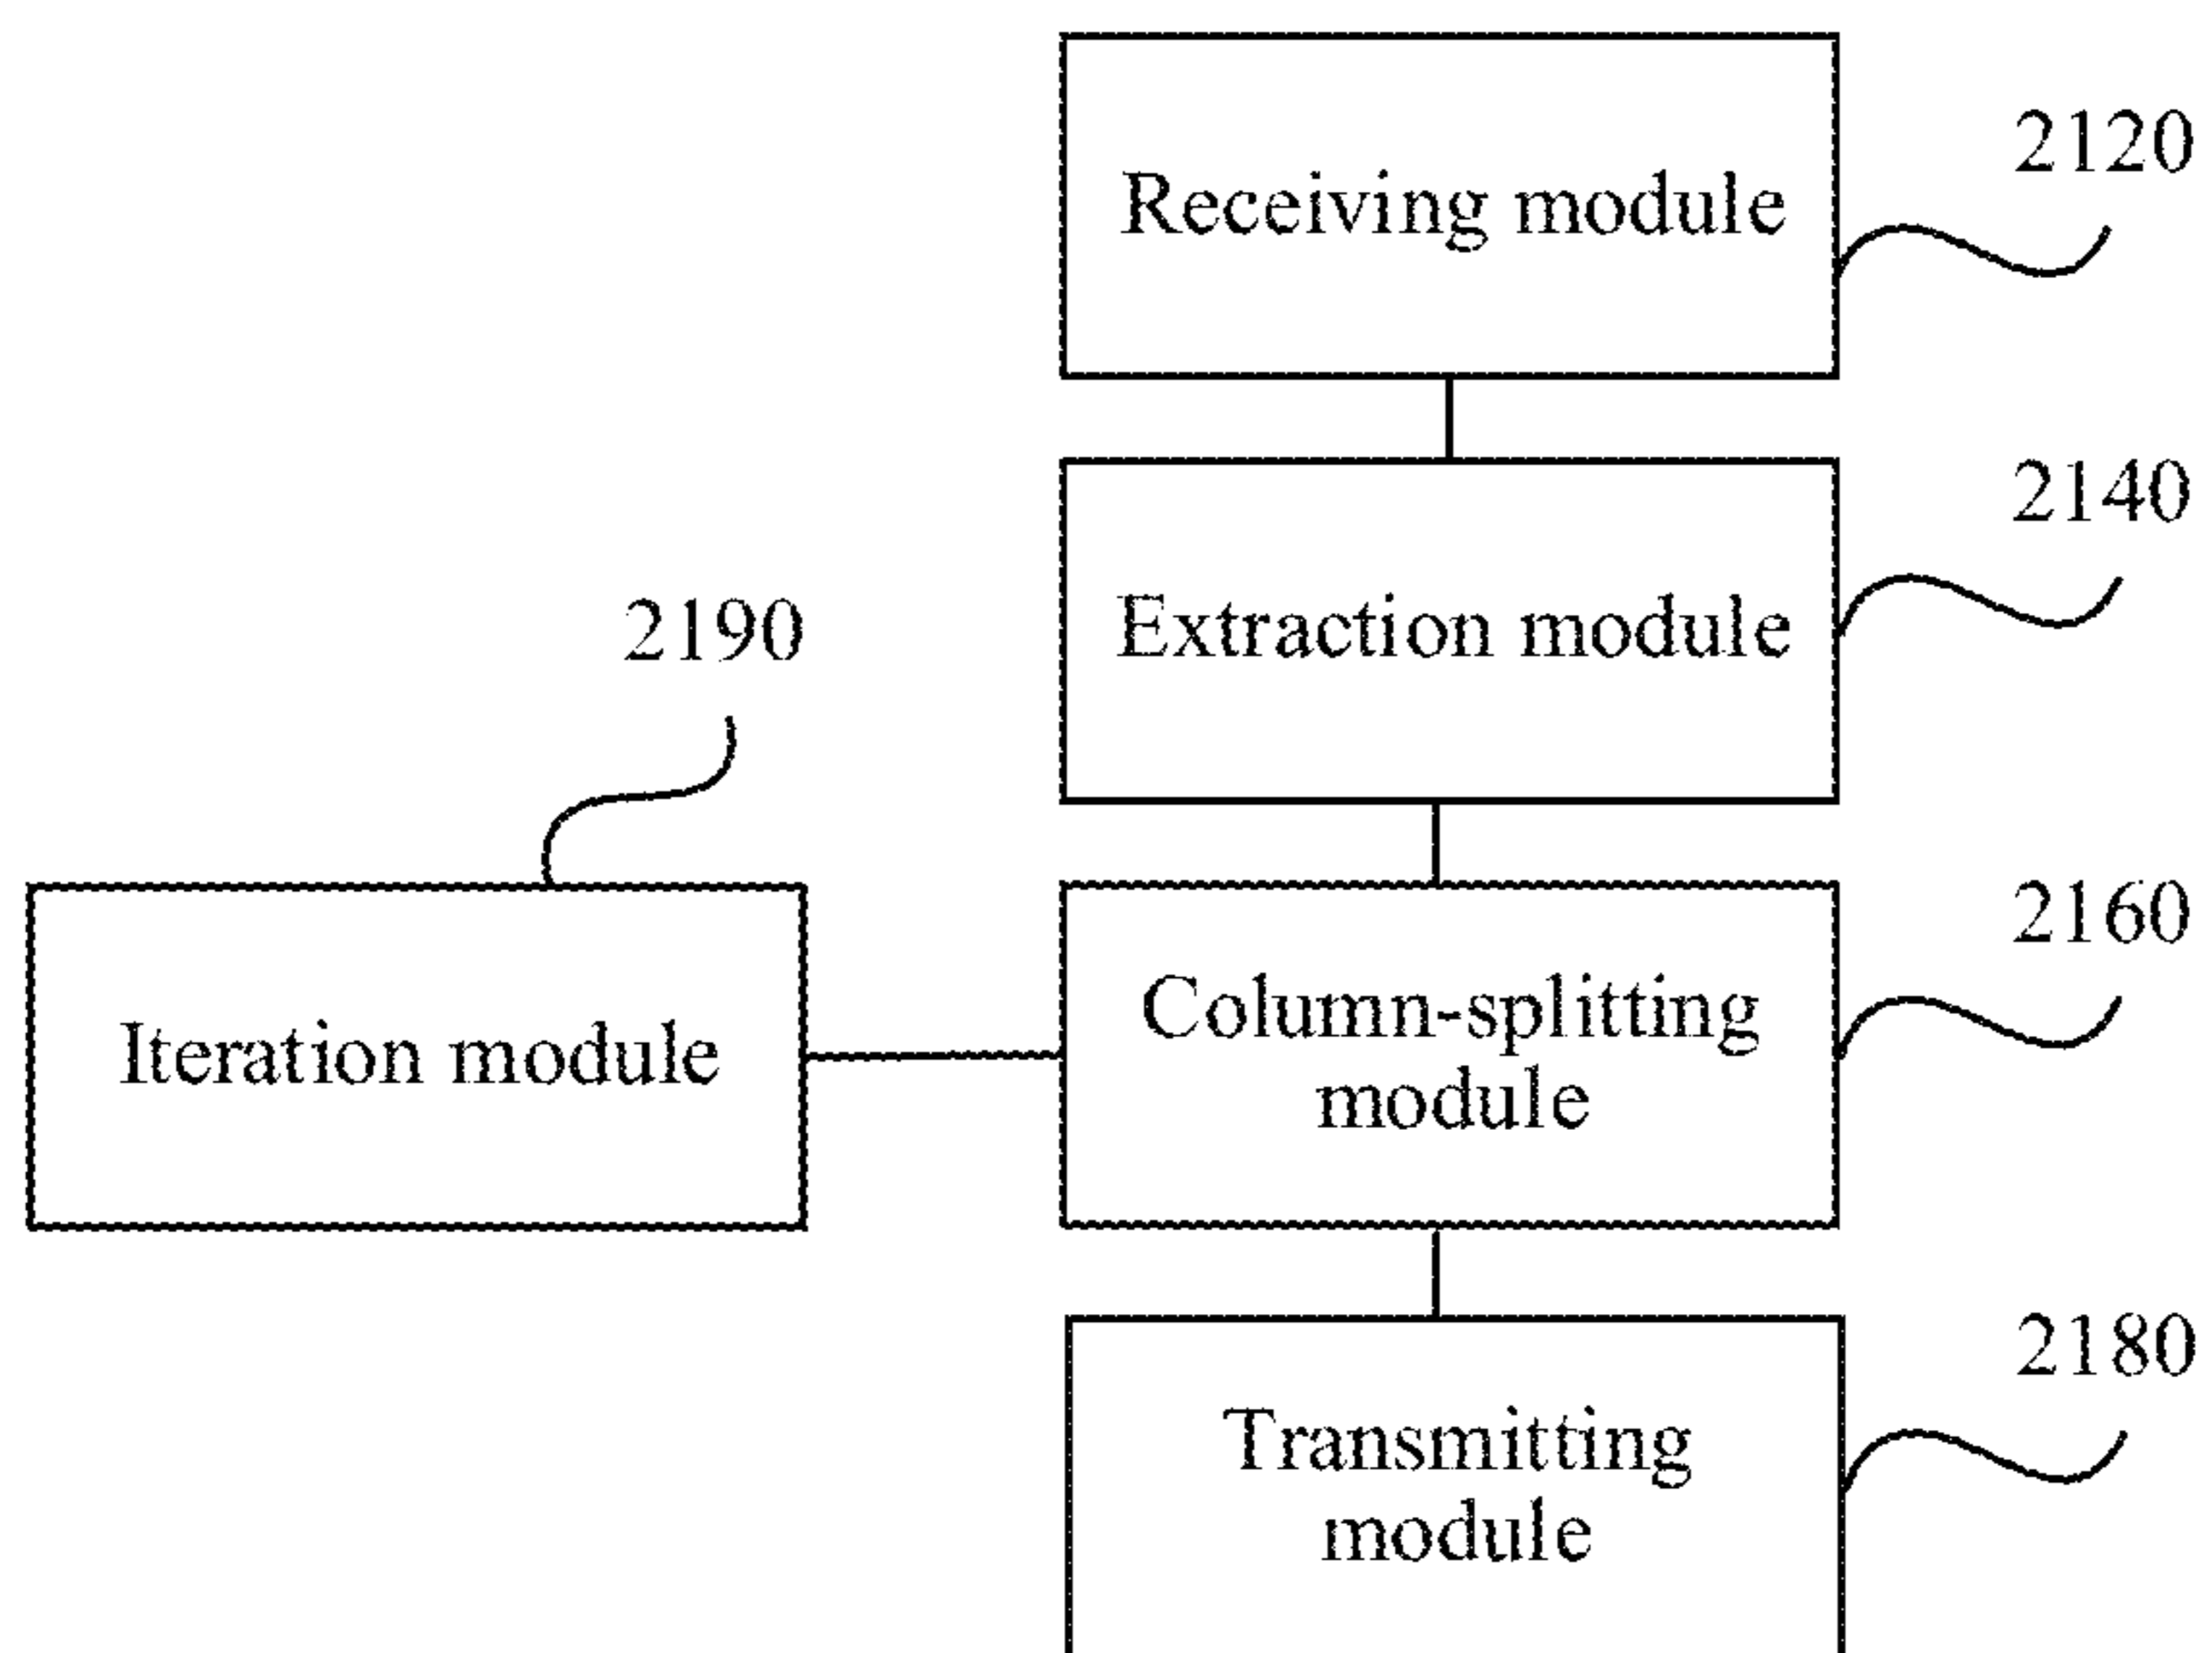 Receiving module
2120
Extraction module
2140
2190
Iteration module
Column-splitting
module
2160
Transmitting
module
2180